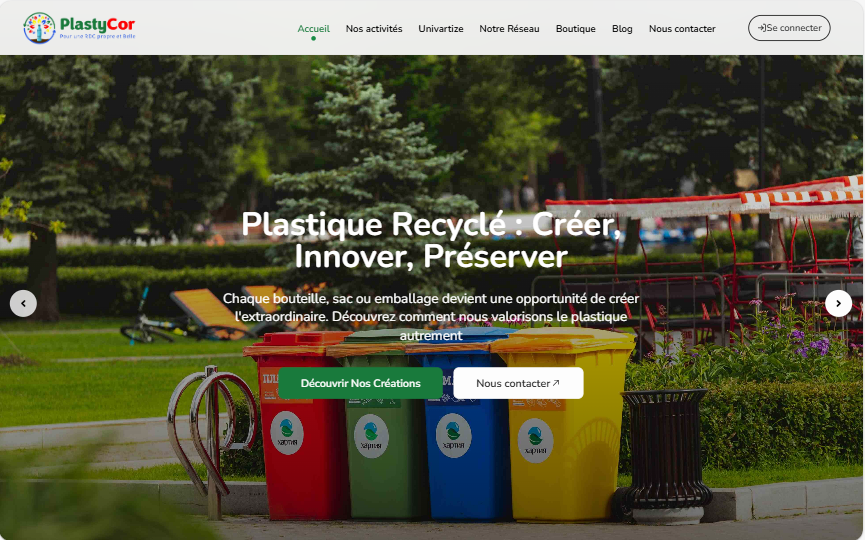 PlastyCor
Pour une RDC propre et Belle
Accueil
Nos activités
Univartize
Notre Réseau
Boutique
Blog
Nous contacter
Se connecter
Plastique Recyclé : Créer,
Innover, Préserver
Chaque bouteille, sac ou emballage devient une opportunité de créer
l'extraordinaire. Découvrez comment nous valorisons le plastique
autrement
Découvrir Nos Créations
Nous contacter
хартия
хартия
хартия
хартия